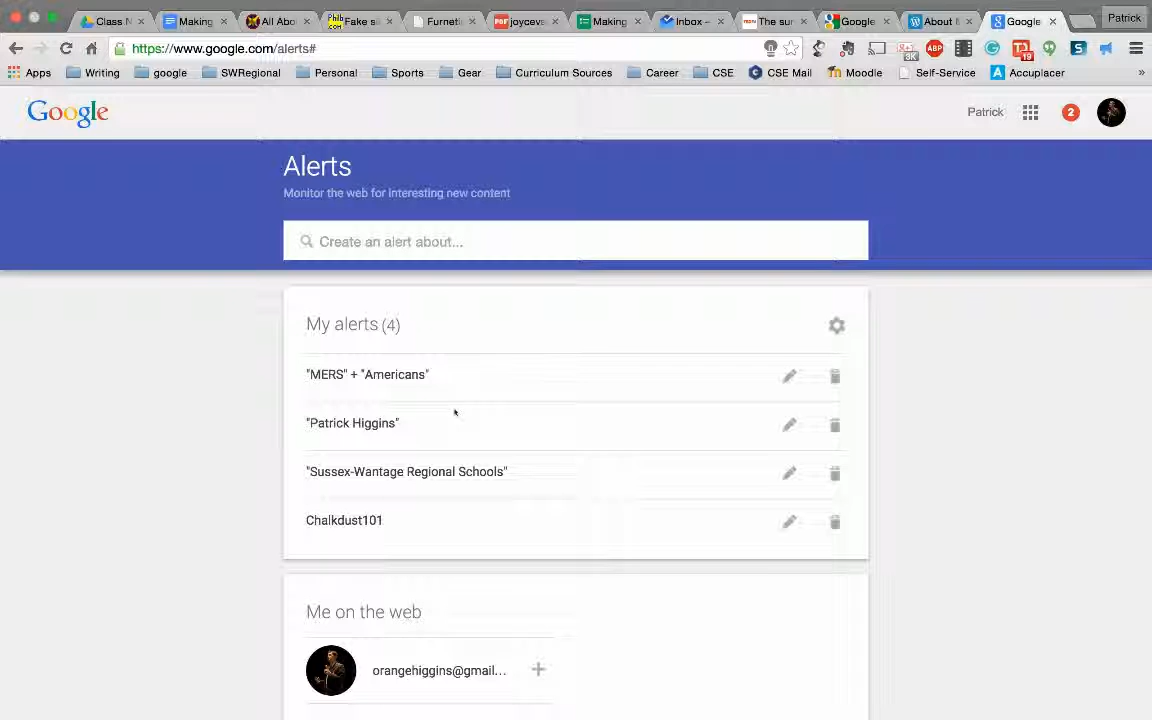 Class N
Making
All Abo
Fake s
Furneti
joycevs
Making
Inbox –
The sur
Google
About
Google
Patrick
https://www.google.com/alerts#
Apps Writing google SWRegional Personal Sports Gear Curriculum Sources Career CSE CSE Mail Moodle Self-Service Accuplacer »
Google
Patrick 2
Alerts
Monitor the web for interesting new content
Create an alert about...
My alerts (4)
"MERS" + "Americans"
"Patrick Higgins"
"Sussex-Wantage Regional Schools"
Chalkdust101
Me on the web
orangehiggins@gmail...